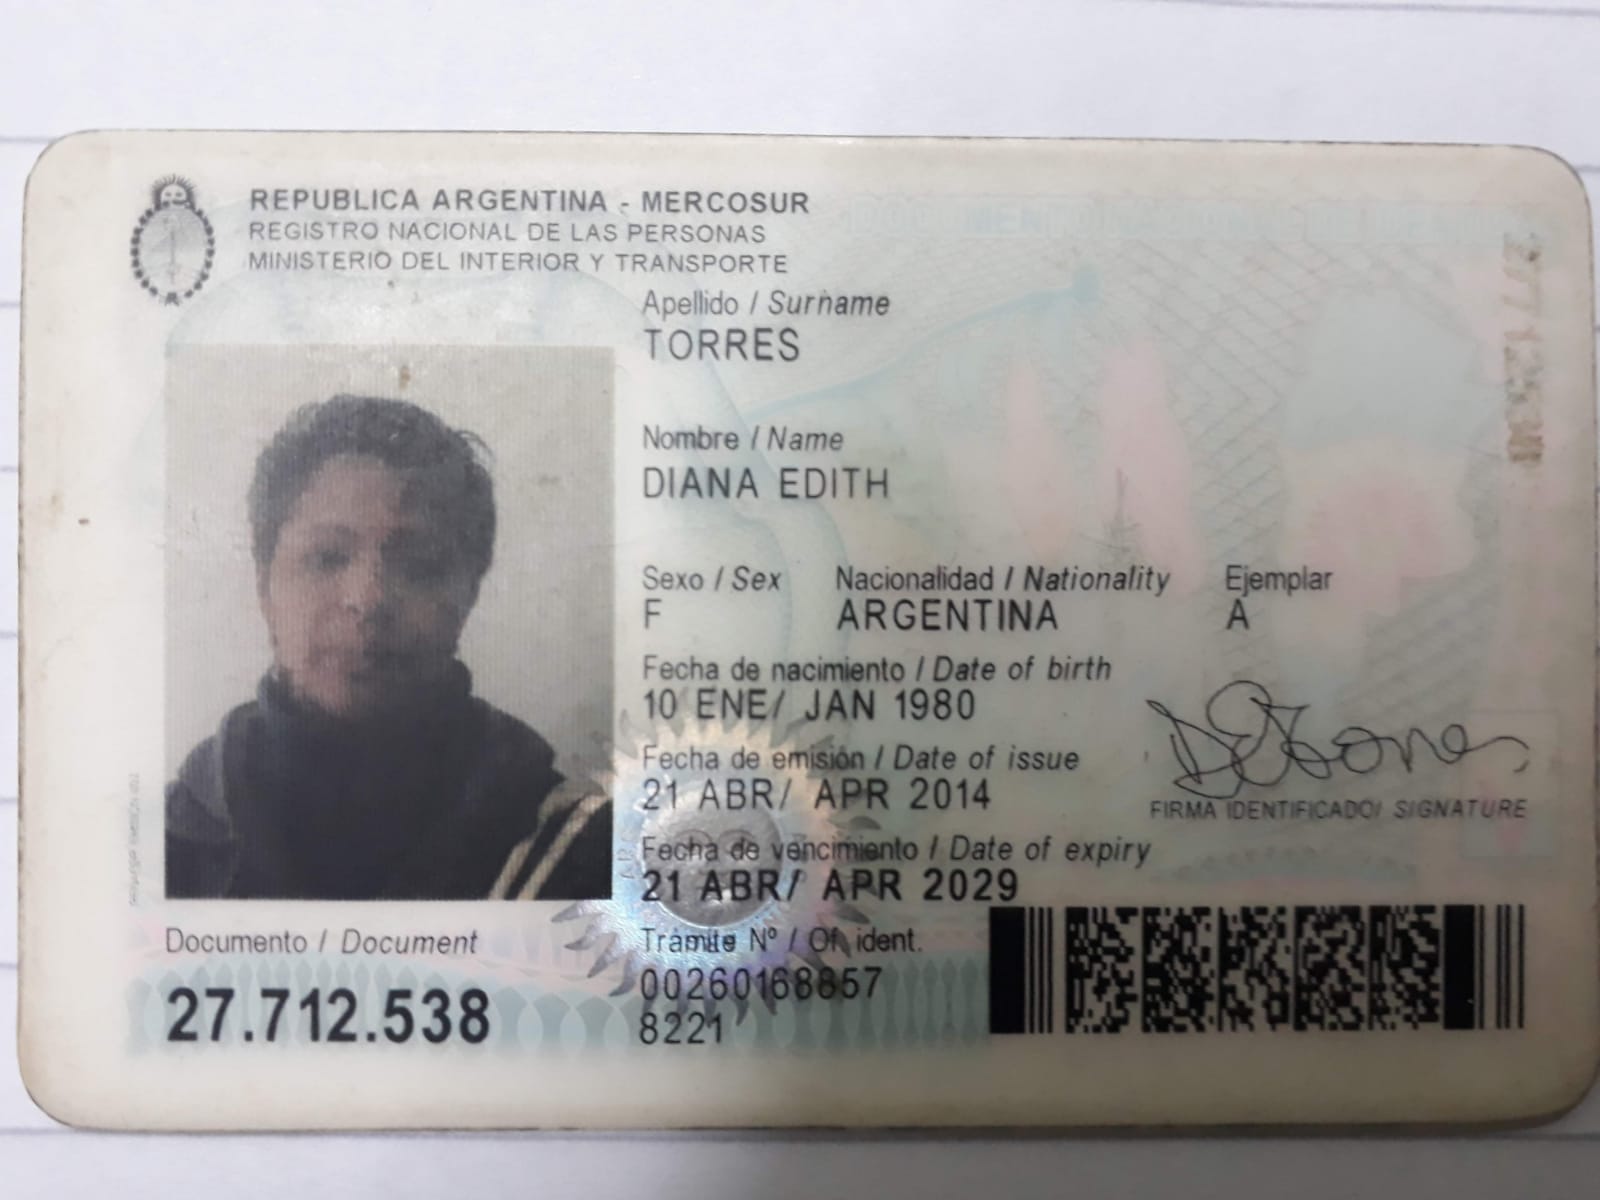 REPUBLICA ARGENTINA - MERCOSUR
REGISTRO NACIONAL DE LAS PERSONAS
MINISTERIO DEL INTERIOR Y TRANSPORTE
Apellido / Surname
TORRES
Nombre / Name
DIANA EDITH
Sexo / Sex Nacionalidad / Nationality Ejemplar
F ARGENTINA A
Fecha de nacimiento / Date of birth
10 ENE/ JAN 1980
Fecha de emisión / Date of issue
21 ABR/ APR 2014
FIRMA IDENTIFICADO/ SIGNATURE
Fecha de vencimiento / Date of expiry
21 ABR/ APR 2029
Documento / Document
27.712.538
Trámite Nº / Of. ident.
00260168857
8221